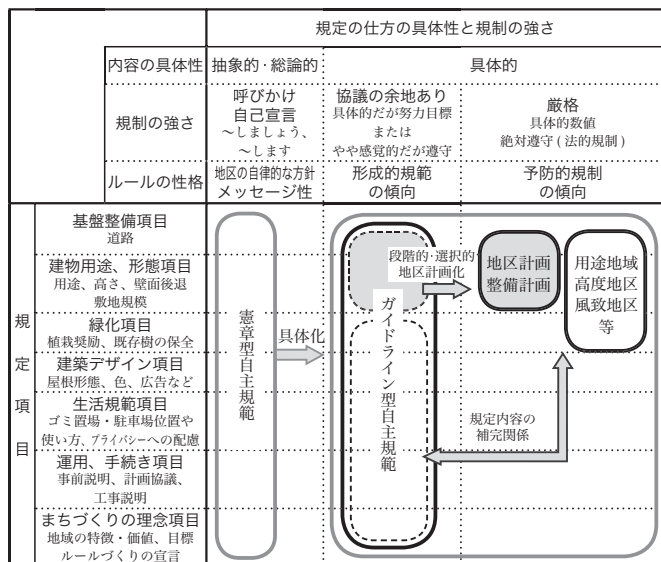 規定の仕方の具体性と規制の強さ
内容の具体性
抽象的・総論的
具体的
規制の強さ
呼びかけ
自己宣言
〜しましょう、
〜します
協議の余地あり
具体的だが努力目標
または
やや感覚的だが遵守
厳格
具体的数値
絶対遵守(法的規制)
ルールの性格
地区の自律的な方針
メッセージ性
形成的規範
の傾向
予防的規制
の傾向
規定項目
基盤整備項目
道路
建物用途、形態項目
用途、高さ、壁面後退
敷地規模
緑化項目
植栽奨励、既存樹の保全
建築デザイン項目
屋根形態、色、広告など
生活規範項目
ゴミ置場・駐車場位置や
使い方、プライバシーへの配慮
運用、手続き項目
事前説明、計画協議、
工事説明
まちづくりの理念項目
地域の特徴・価値、目標
ルールづくりの宣言
憲章型自主規範
具体化
ガイドライン型自主規範
段階的・選択的
地区計画化
地区計画
整備計画
用途地域
高度地区
風致地区
等
規定内容の
補完関係